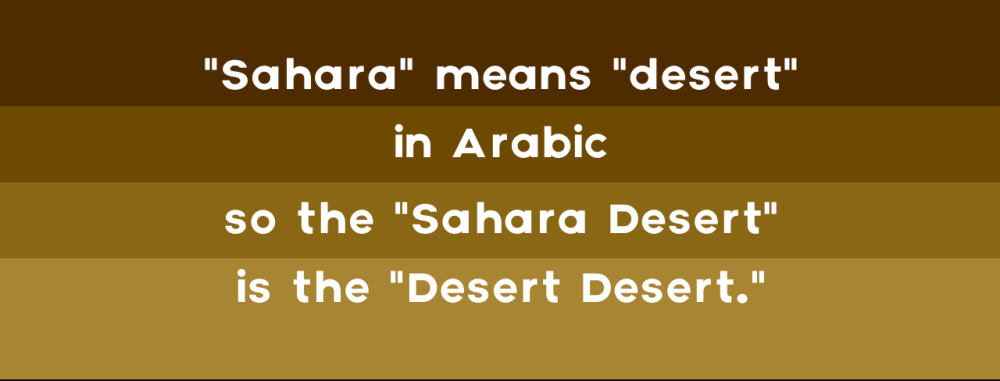 "Sahara" means "desert"
in Arabic
so the "Sahara Desert"
is the "Desert Desert."